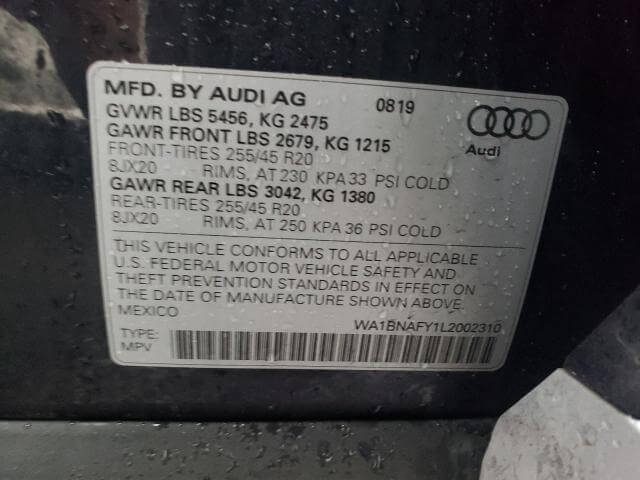 MFD. BY AUDI AG 0819
GVWR LBS 5456, KG 2475
GAWR FRONT LBS 2679, KG 1215
Audi
FRONT-TIRES 255/45 R20
8JX20 RIMS, AT 230 KPA 33 PSI COLD
GAWR REAR LBS 3042, KG 1380
REAR-TIRES 255/45 R20
8JX20 RIMS, AT 250 KPA 36 PSI COLD
THIS VEHICLE CONFORMS TO ALL APPLICABLE
U.S. FEDERAL MOTOR VEHICLE SAFETY AND
THEFT PREVENTION STANDARDS IN EFFECT ON
THE DATE OF MANUFACTURE SHOWN ABOVE.
MEXICO
WA1BNAFY1L2002310
TYPE:
MPV